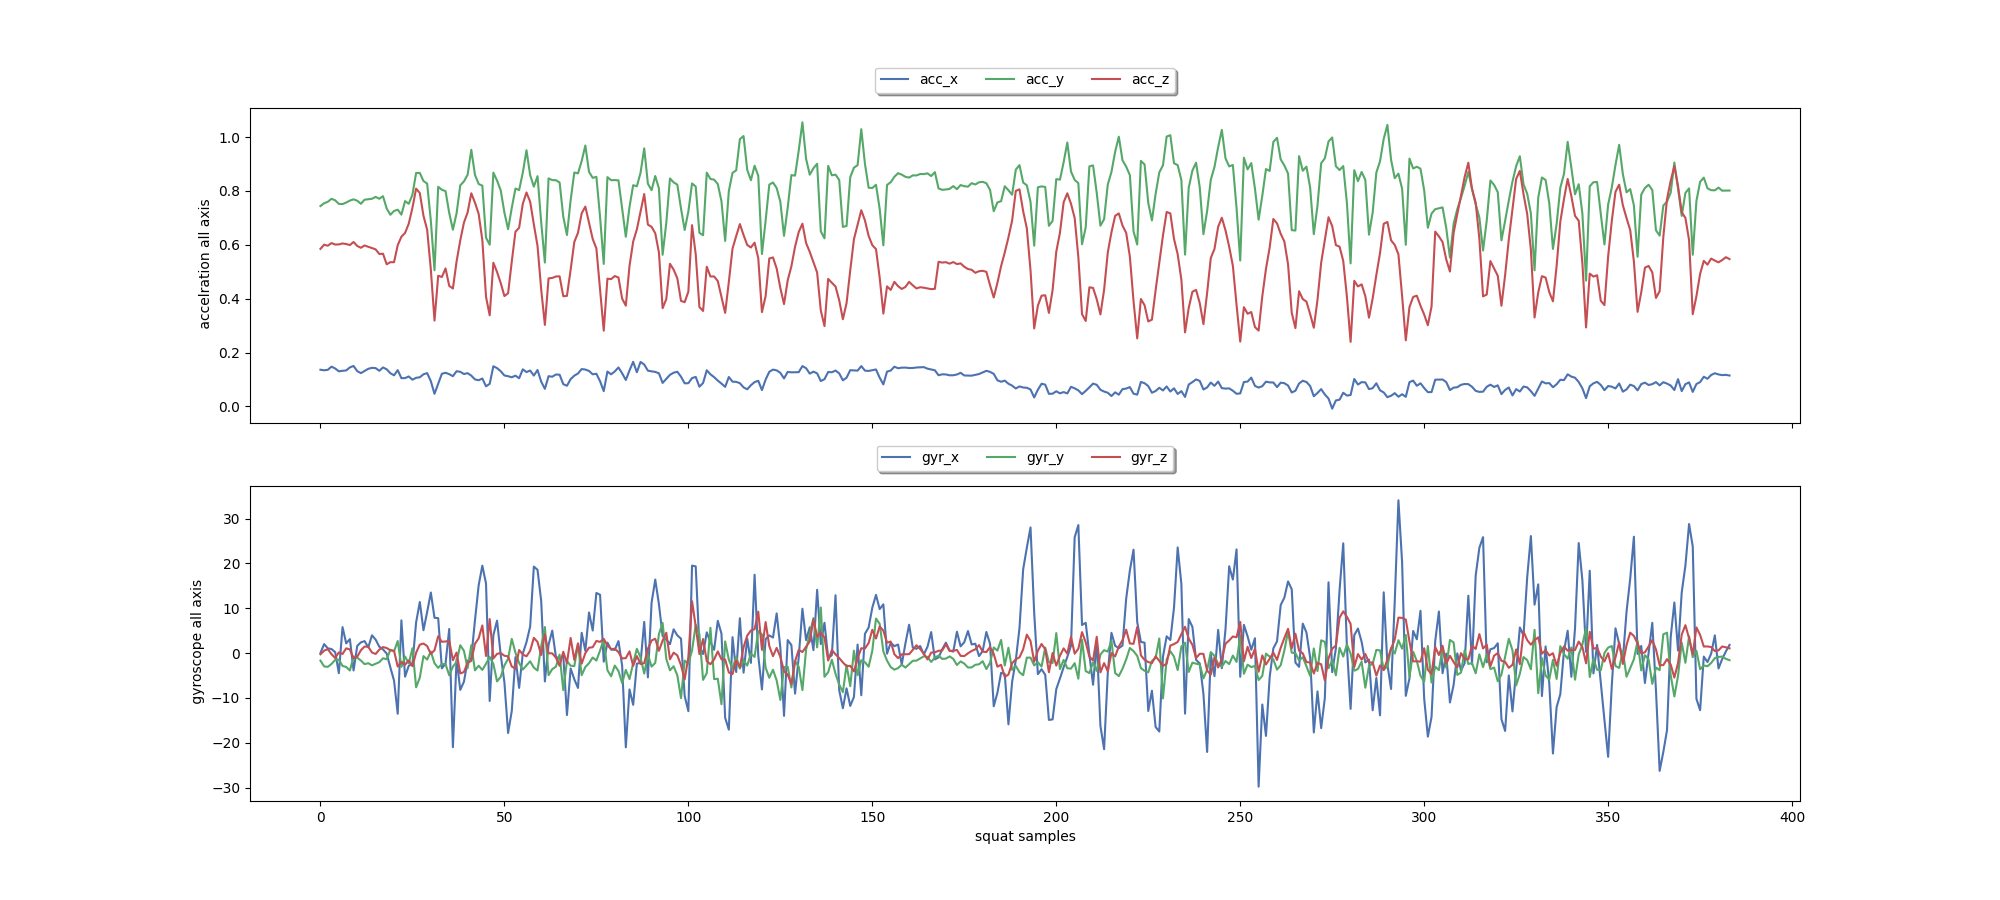 acc_x acc_y acc_z
accelration all axis
1.0
0.8
0.6
0.4
0.2
0.0
gyr_x gyr_y gyr_z
gyroscope all axis
30
20
10
0
−10
−20
−30
0 50 100 150 200 250 300 350 400
squat samples